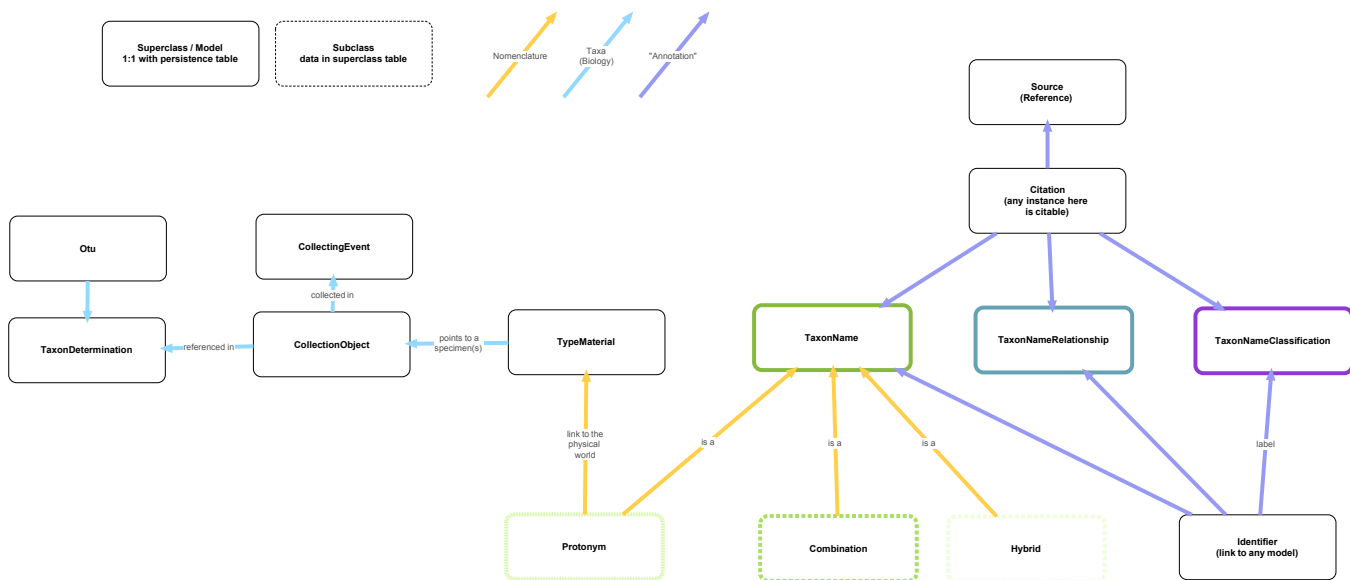 Superclass / Model
1:1 with persistence table
Subclass
data in superclass table
Nomenclature
Taxa
(Biology)
"Annotation"
Source
(Reference)
Citation
(any instance here
is citable)
Otu
CollectingEvent
collected in
TaxonDetermination
referenced in
CollectionObject
points to a
specimen(s)
TypeMaterial
TaxonName
TaxonNameRelationship
TaxonNameClassification
link to the
physical
world
is a
is a
is a
label
Protonym
Combination
Hybrid
Identifier
(link to any model)